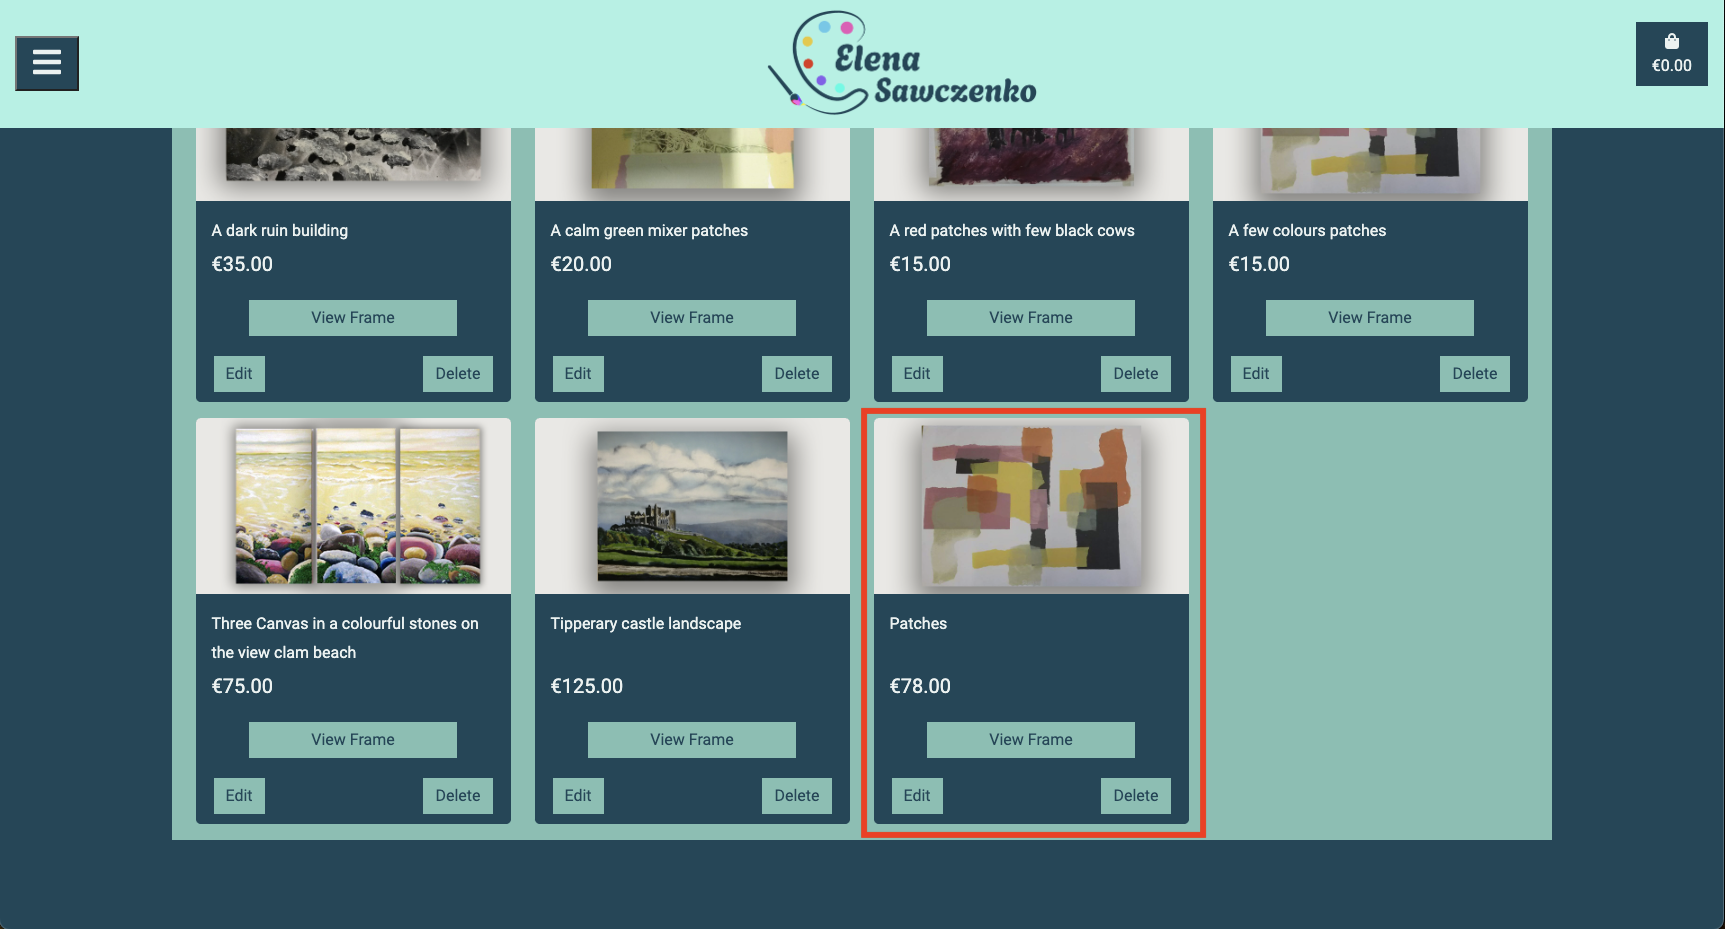 Elena
Sawczenko
€0.00
A dark ruin building
€35.00
View Frame
Edit
Delete
A calm green mixer patches
€20.00
View Frame
Edit
Delete
A red patches with few black cows
€15.00
View Frame
Edit
Delete
A few colours patches
€15.00
View Frame
Edit
Delete
Three Canvas in a colourful stones on
the view clam beach
€75.00
View Frame
Edit
Delete
Tipperary castle landscape
€125.00
View Frame
Edit
Delete
Patches
€78.00
View Frame
Edit
Delete